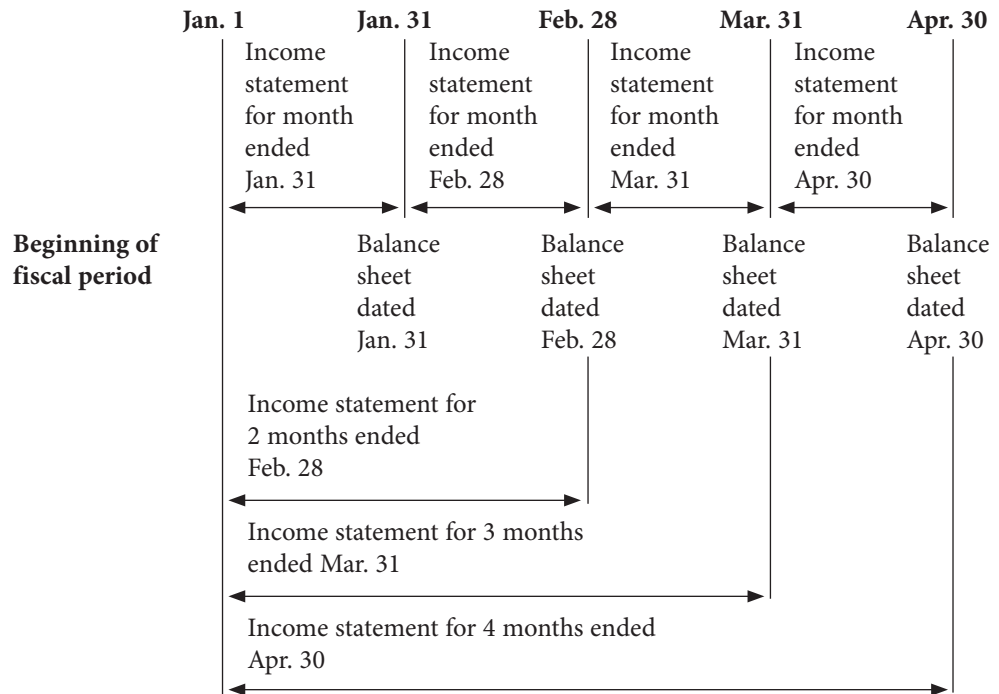 Jan. 1
Jan. 31
Feb. 28
Mar. 31
Apr. 30
Income
statement
for month
ended
Jan. 31
Income
statement
for month
ended
Feb. 28
Income
statement
for month
ended
Mar. 31
Income
statement
for month
ended
Apr. 30
Beginning of
fiscal period
Balance
sheet
dated
Jan. 31
Balance
sheet
dated
Feb. 28
Balance
sheet
dated
Mar. 31
Balance
sheet
dated
Apr. 30
Income statement for
2 months ended
Feb. 28
Income statement for 3 months
ended Mar. 31
Income statement for 4 months ended
Apr. 30